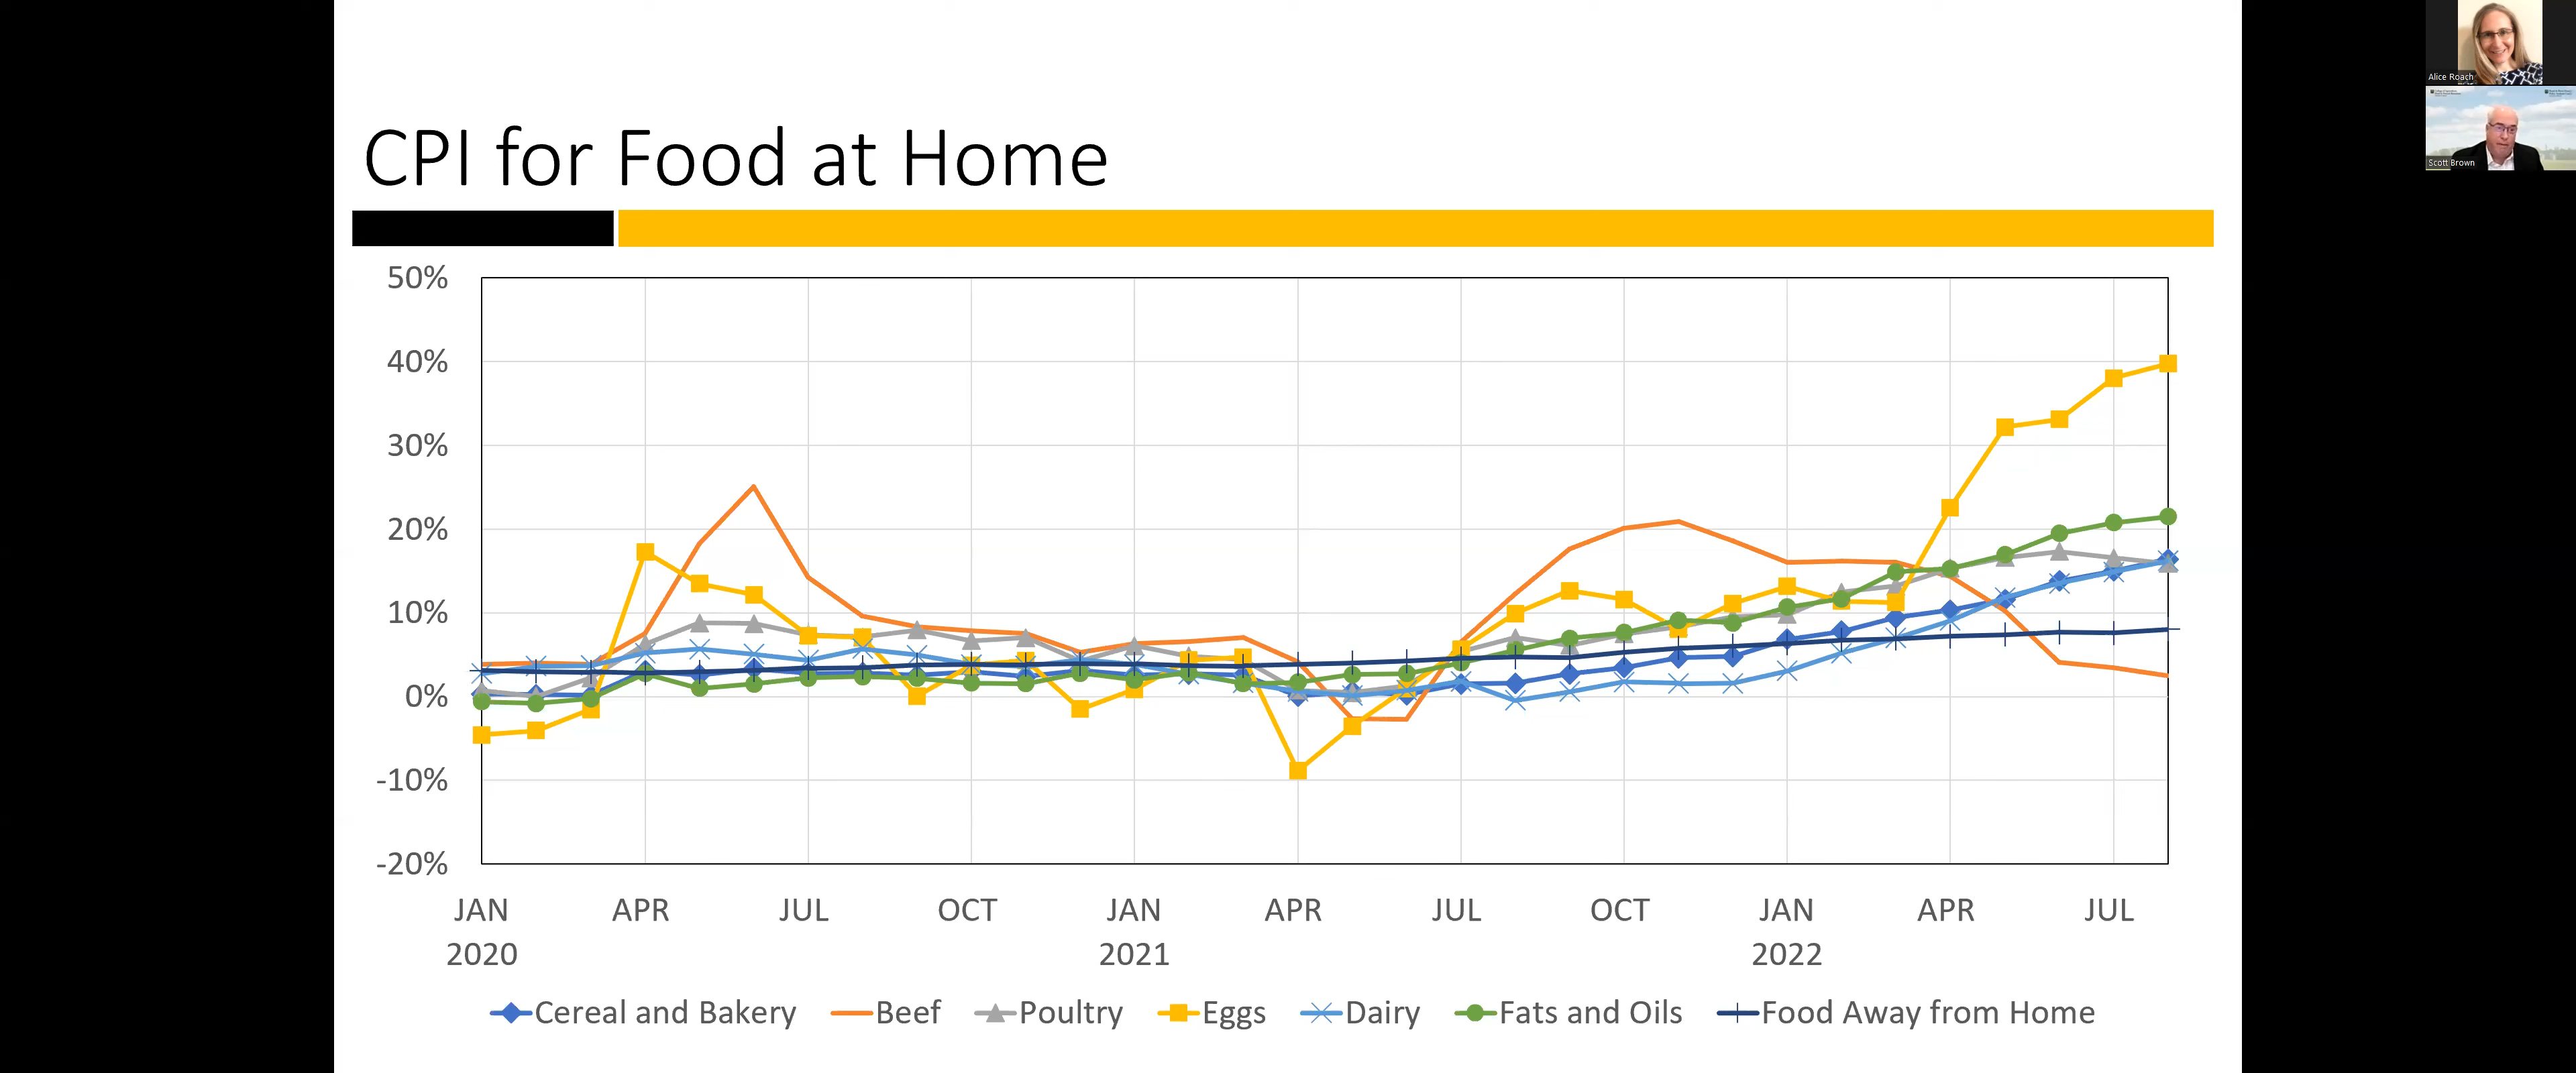 CPI for Food at Home
50%
40%
30%
20%
10%
0%
-10%
-20%
JAN APR JUL OCT JAN APR JUL OCT JAN APR JUL
2020 2021 2022
Cereal and Bakery Beef Poultry Eggs Dairy Fats and Oils Food Away from Home
Alice Roach
Scott Brown